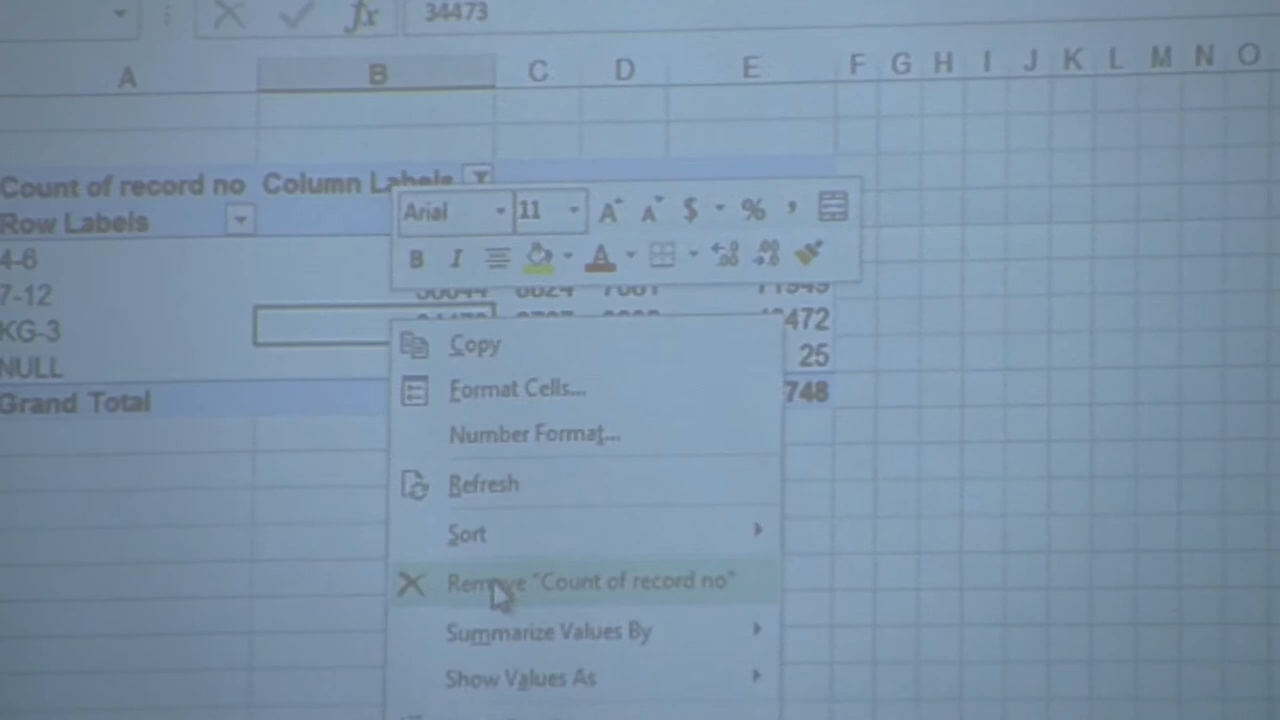 fx 34473
A B C D E F G H I J K L M N O
Count of record no Column Labels
Row Labels
Arial 11 A A $ % ,
B I A
4-6
7-12
KG-3 472
NULL 25
Grand Total 748
Copy
Format Cells...
Number Format...
Refresh
Sort
Remove "Count of record no"
Summarize Values By
Show Values As